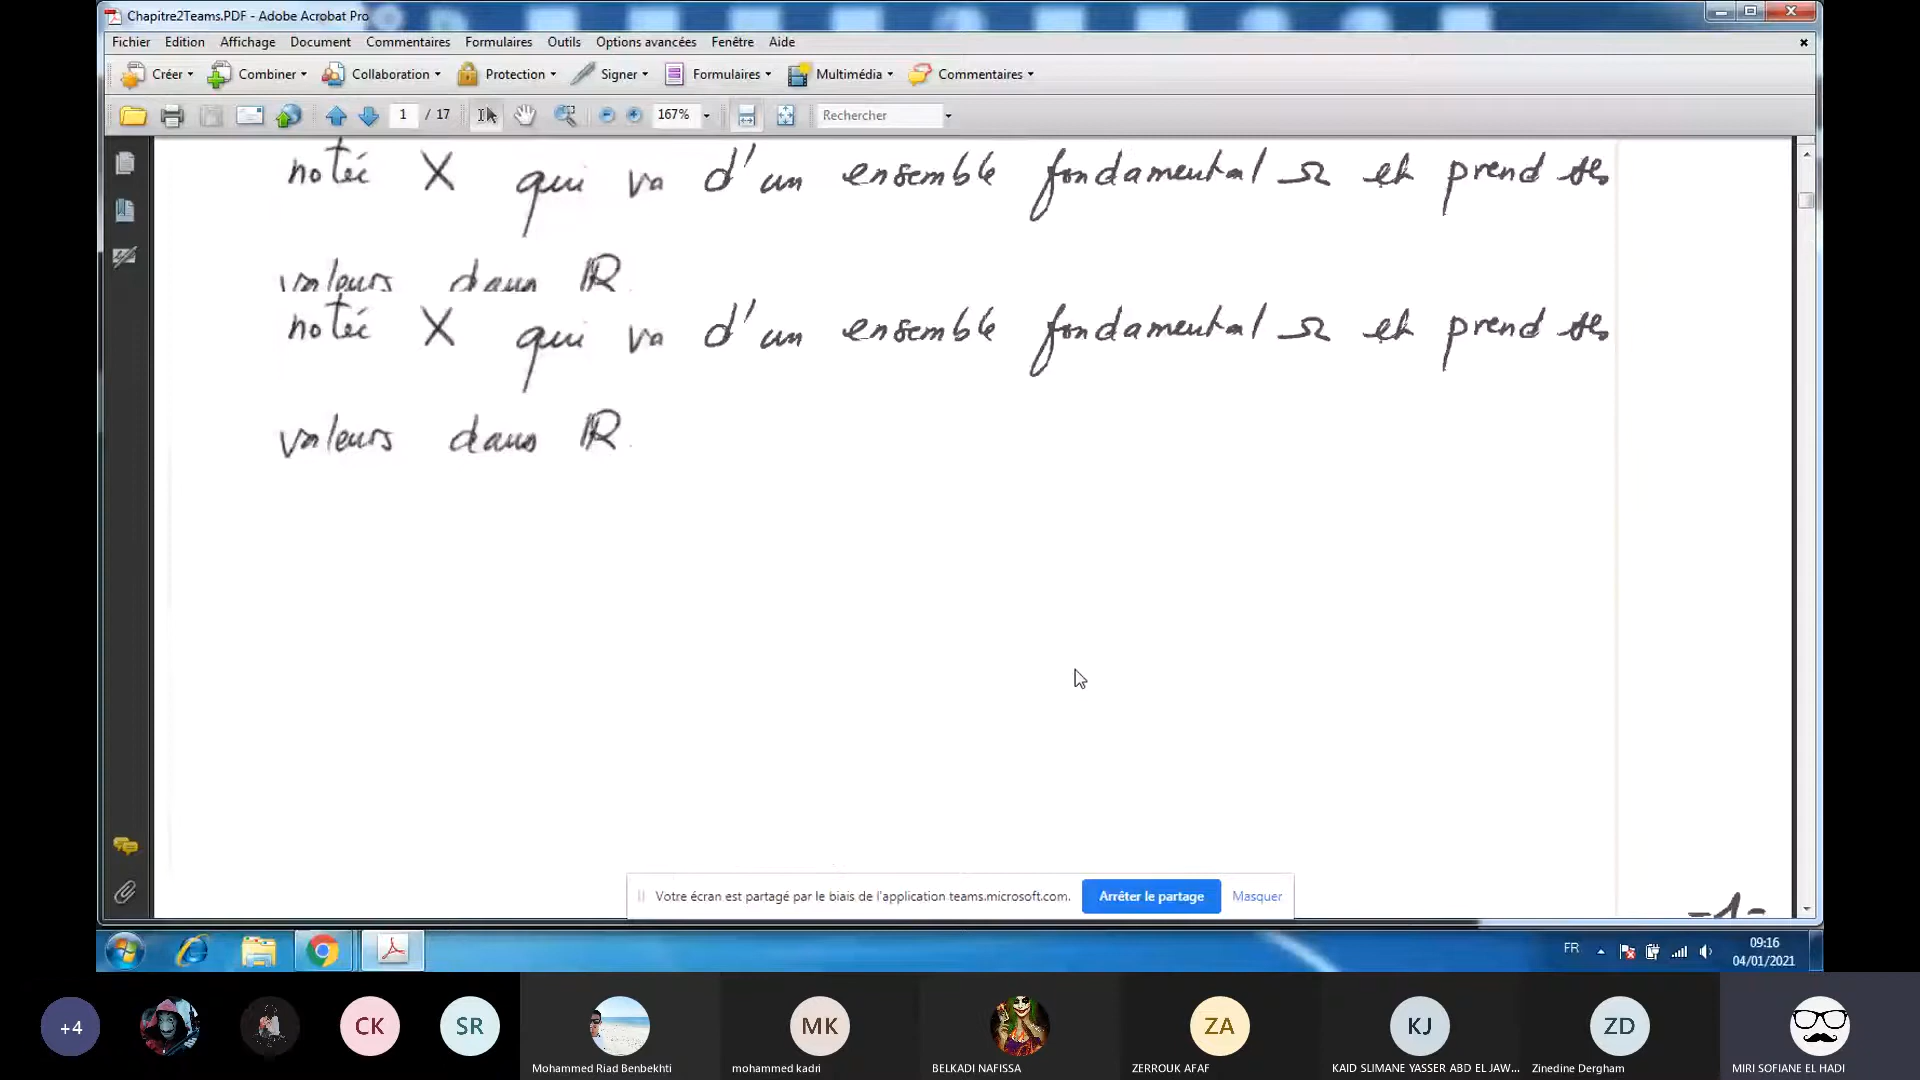 Chapitre2Teams.PDF - Adobe Acrobat Pro
Fichier Edition Affichage Document Commentaires Formulaires Outils Options avancées Fenêtre Aide
Créer Combiner Collaboration Protection Signer Formulaires Multimédia Commentaires
1 / 17 167% Rechercher
notée X qui va d'un ensemble fondamental Ω et prend ses
valeurs dans ℝ
notée X qui va d'un ensemble fondamental Ω et prend ses
valeurs dans ℝ.
-1-
Votre écran est partagé par le biais de l'application teams.microsoft.com. Arrêter le partage Masquer
FR 09:16
04/01/2021
+4 CK SR MK ZA KJ ZD
Mohammed Riad Benbekhti mohammed kadri BELKADI NAFISSA ZERROUK AFAF KAID SLIMANE YASSER ABD EL JAW... Zinedine Dergham MIRI SOFIANE EL HADI